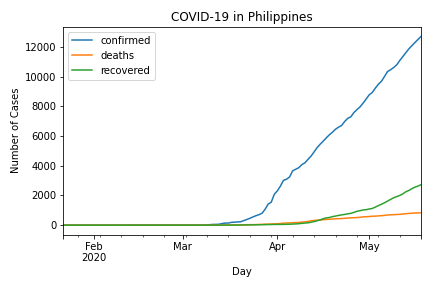 COVID-19 in Philippines
confirmed
deaths
recovered
Number of Cases
12000
10000
8000
6000
4000
2000
0
Feb
2020
Mar
Apr
May
Day